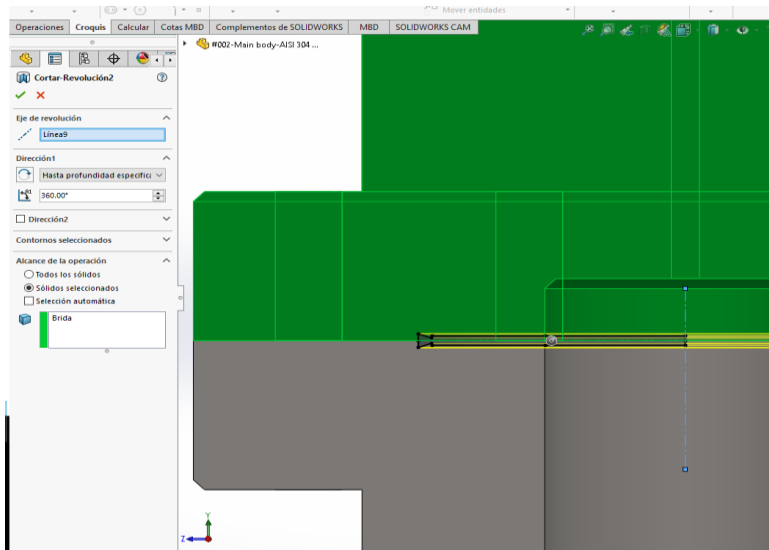 Mover entidades
Operaciones Croquis Calcular Cotas MBD Complementos de SOLIDWORKS MBD SOLIDWORKS CAM
#002-Main body-AISI 304 ...
Cortar-Revolución2
Eje de revolución
Línea9
Dirección1
Hasta profundidad especifica
360.00°
Dirección2
Contornos seleccionados
Alcance de la operación
Todos los sólidos
Sólidos seleccionados
Selección automática
Brida
Y
Z